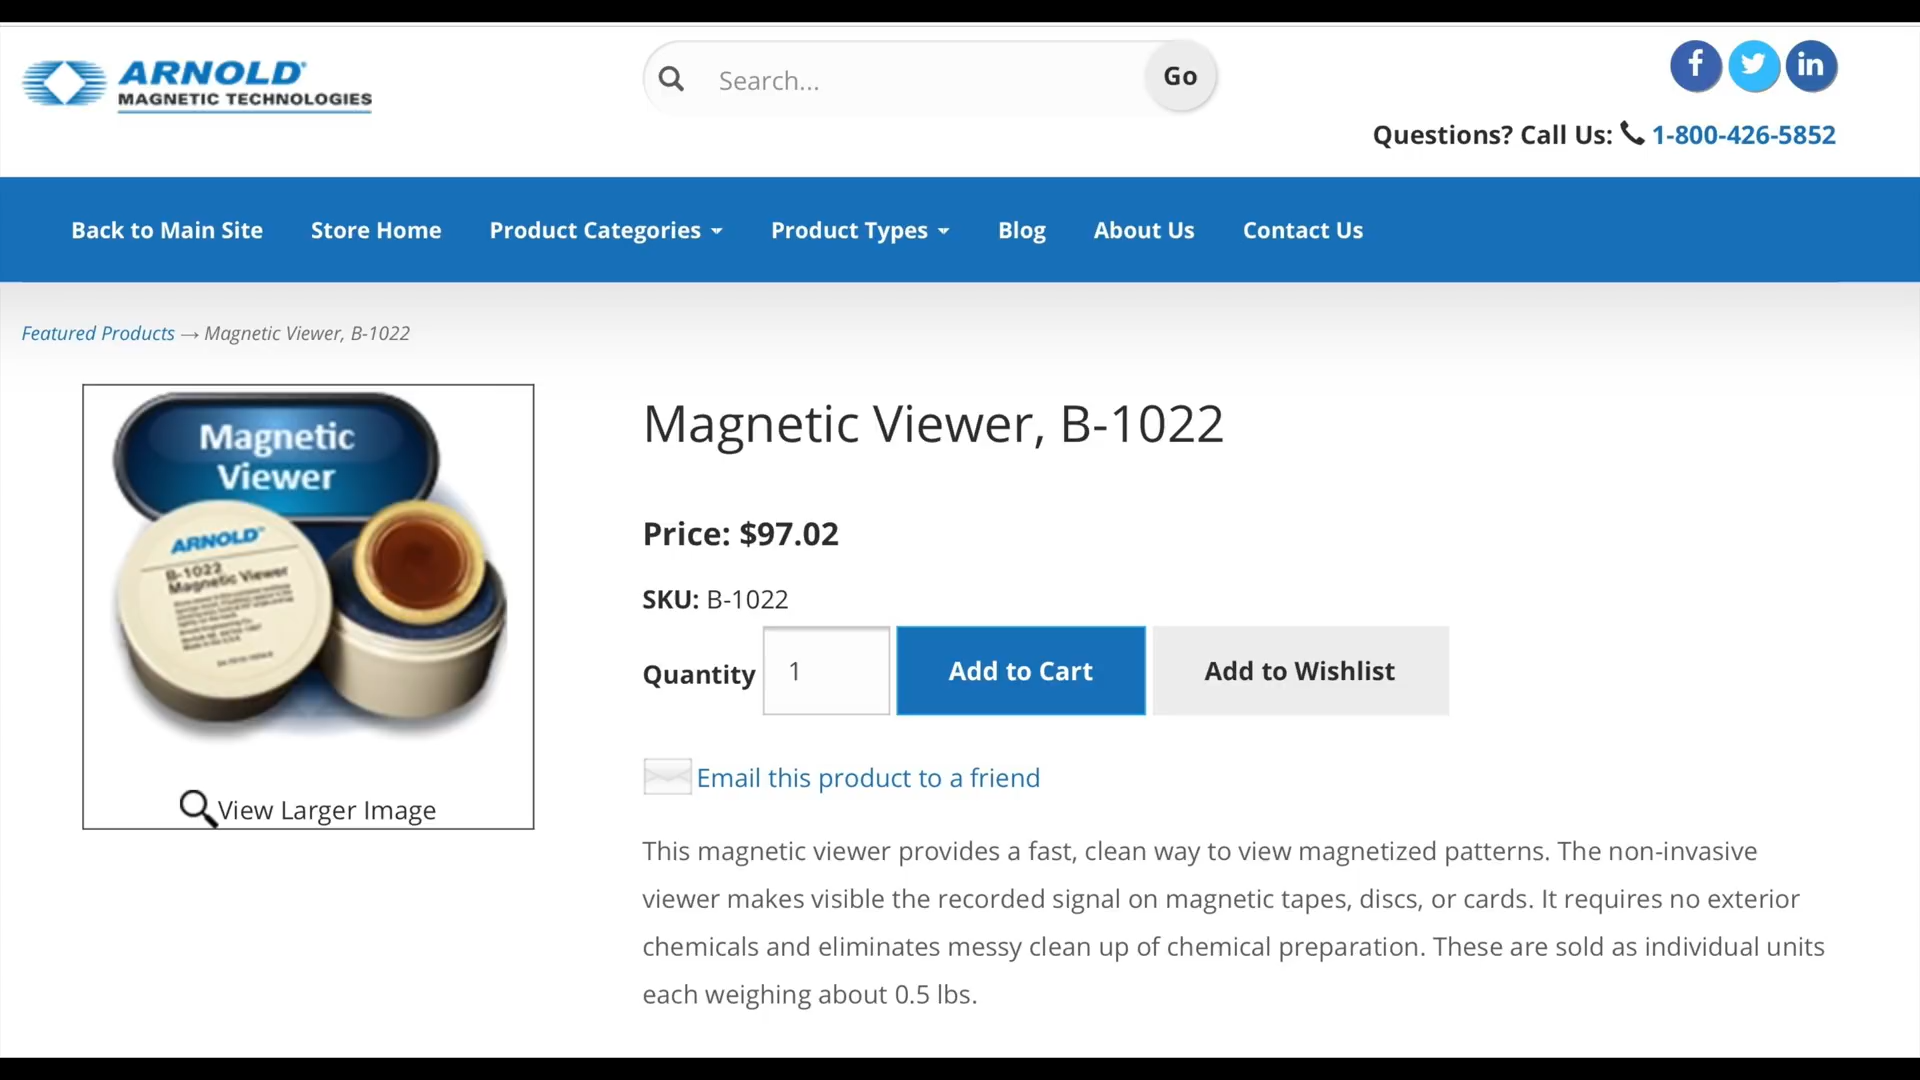 ARNOLD
MAGNETIC TECHNOLOGIES
Search...
Go
Questions? Call Us: 1-800-426-5852
Back to Main Site
Store Home
Product Categories
Product Types
Blog
About Us
Contact Us
Featured Products → Magnetic Viewer, B-1022
Magnetic
Viewer
ARNOLD
B-1022
Magnetic Viewer
View Larger Image
Magnetic Viewer, B-1022
Price: $97.02
SKU: B-1022
Quantity 1 Add to Cart Add to Wishlist
Email this product to a friend
This magnetic viewer provides a fast, clean way to view magnetized patterns. The non-invasive
viewer makes visible the recorded signal on magnetic tapes, discs, or cards. It requires no exterior
chemicals and eliminates messy clean up of chemical preparation. These are sold as individual units
each weighing about 0.5 lbs.